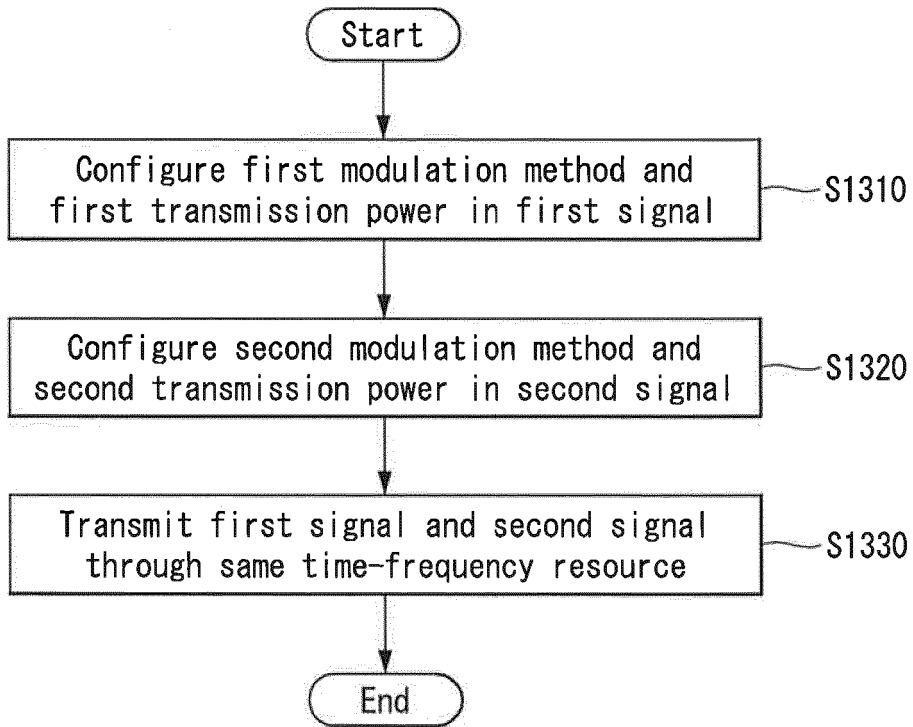 Start
Configure first modulation method and
first transmission power in first signal
S1310
Configure second modulation method and
second transmission power in second signal
S1320
Transmit first signal and second signal
through same time-frequency resource
S1330
End